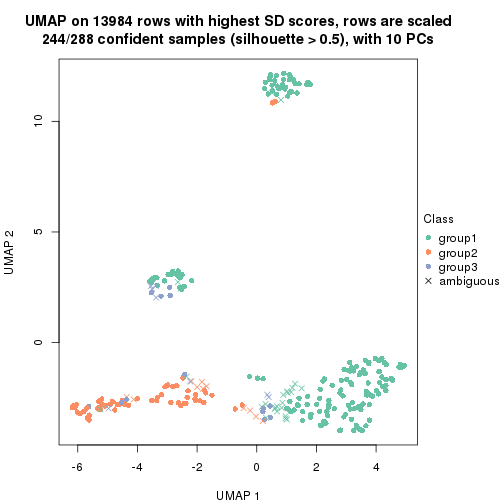 UMAP on 13984 rows with highest SD scores, rows are scaled
244/288 confident samples (silhouette > 0.5), with 10 PCs
10
5
0
UMAP 2
-6 -4 -2 0 2 4
UMAP 1
Class
group1
group2
group3
ambiguous